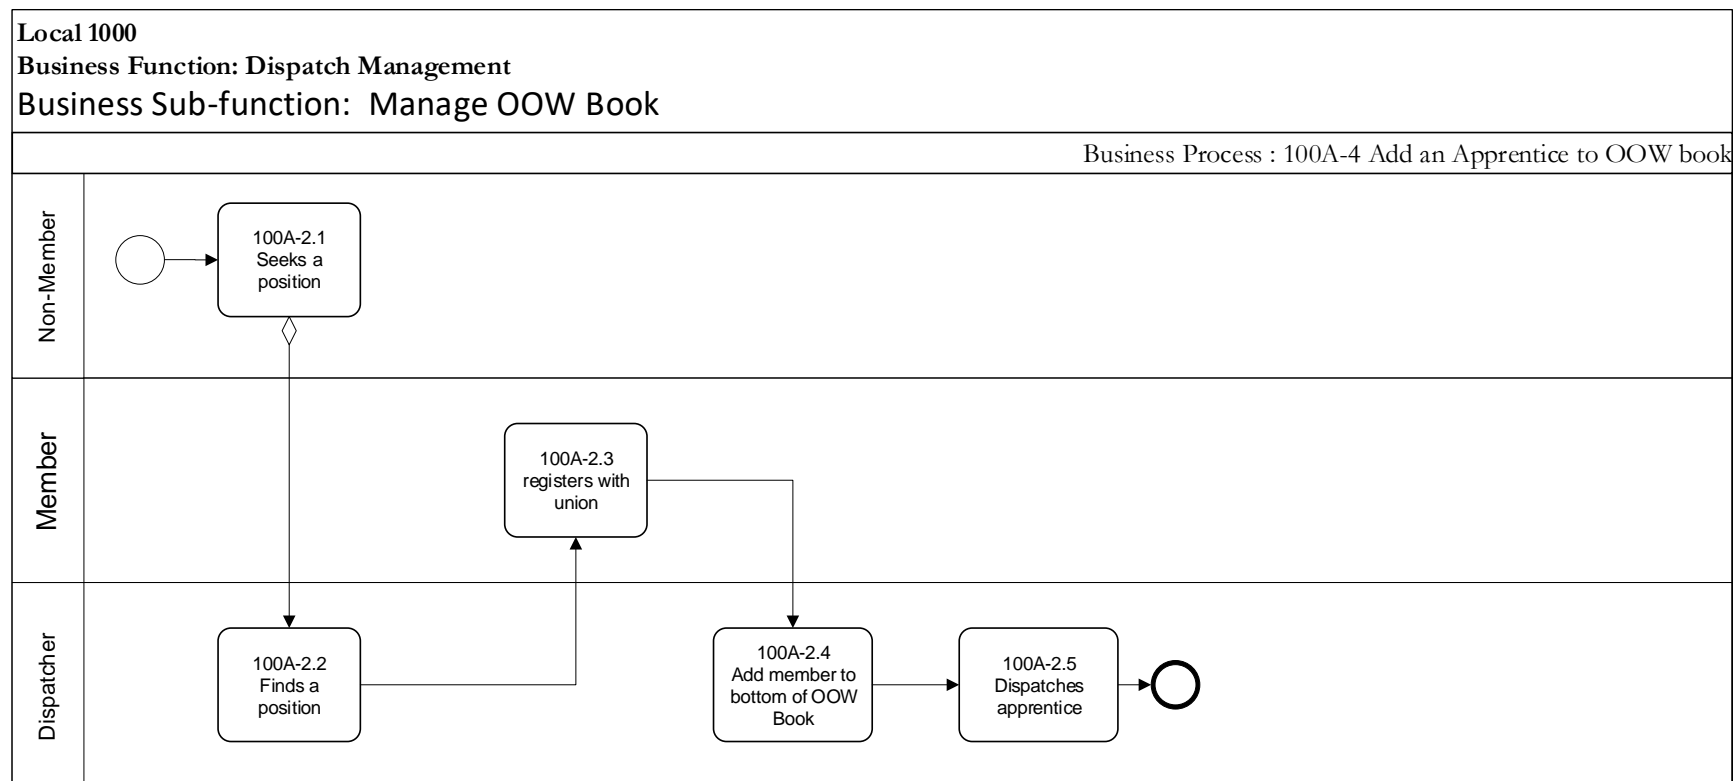 Local 1000
Business Function: Dispatch Management
Business Sub-function:  Manage OOW Book
Business Process : 100A-4 Add an Apprentice to OOW book
Non-Member
100A-2.1
Seeks a
position
Member
100A-2.3
registers with
union
Dispatcher
100A-2.2
Finds a
position
100A-2.4
Add member to
bottom of OOW
Book
100A-2.5
Dispatches
apprentice